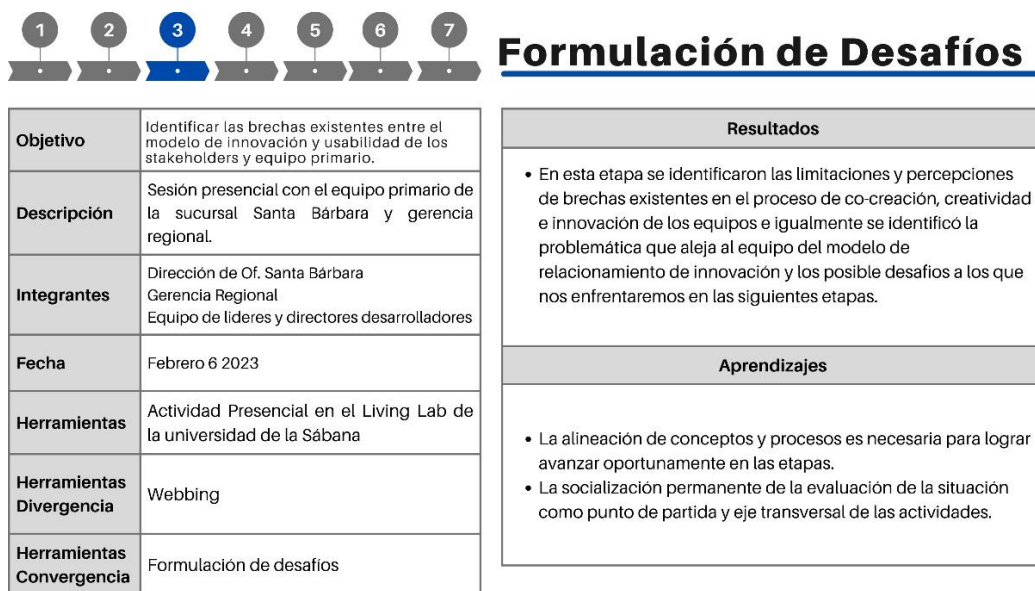 1 2 3 4 5 6 7
Formulación de Desafíos
Objetivo
Identificar las brechas existentes entre el
modelo de innovación y usabilidad de los
stakeholders y equipo primario.
Descripción
Sesión presencial con el equipo primario de
la sucursal Santa Bárbara y gerencia
regional.
Integrantes
Dirección de Of. Santa Bárbara
Gerencia Regional
Equipo de lideres y directores desarrolladores
Fecha
Febrero 6 2023
Herramientas
Actividad Presencial en el Living Lab de
la universidad de la Sábana
Herramientas
Divergencia
Webbing
Herramientas
Convergencia
Formulación de desafíos
Resultados
• En esta etapa se identificaron las limitaciones y percepciones
de brechas existentes en el proceso de co-creación, creatividad
e innovación de los equipos e igualmente se identificó la
problemática que aleja al equipo del modelo de
relacionamiento de innovación y los posible desafios a los que
nos enfrentaremos en las siguientes etapas.
Aprendizajes
• La alineación de conceptos y procesos es necesaria para lograr
avanzar oportunamente en las etapas.
• La socialización permanente de la evaluación de la situación
como punto de partida y eje transversal de las actividades.